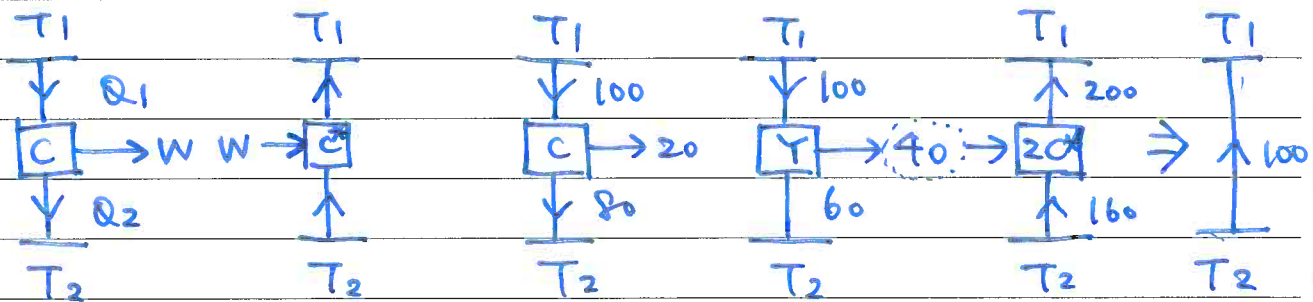 T1 T1 T1 T1 T1 T1
Q1 100 100 200
C W W C* C 20 Y 40 2C* ⇒ 100
Q2 80 60 160
T2 T2 T2 T2 T2 T2